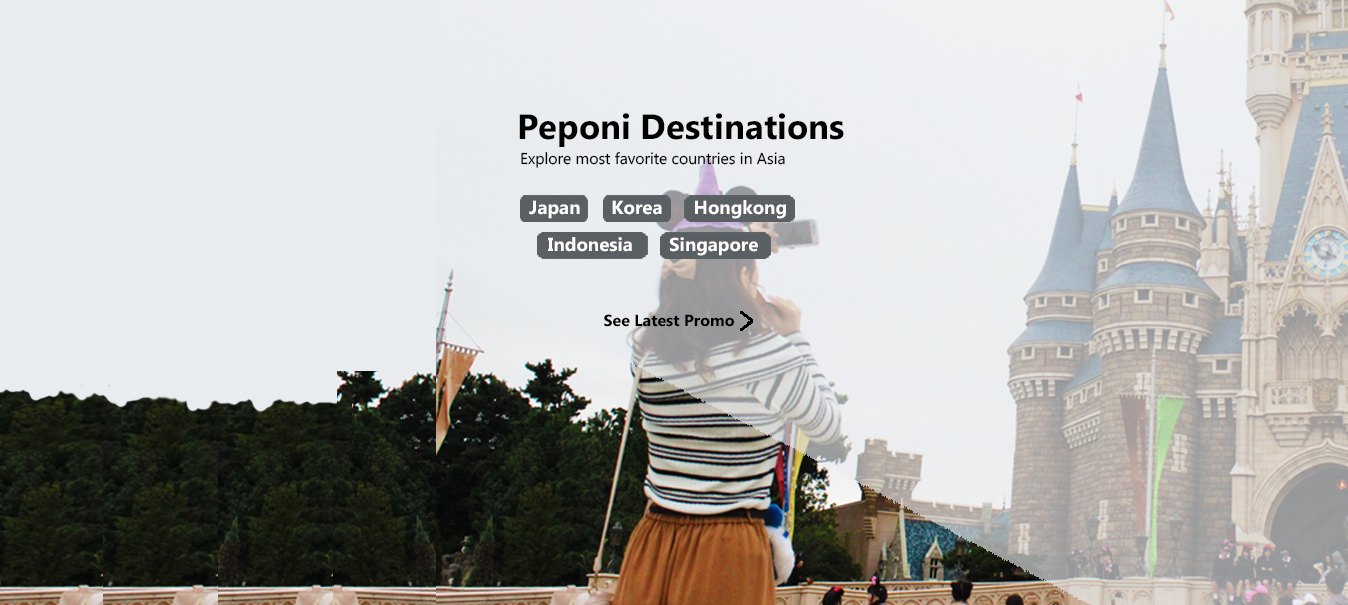 Peponi Destinations
Explore most favorite countries in Asia
Japan Korea Hongkong
Indonesia Singapore
See Latest Promo